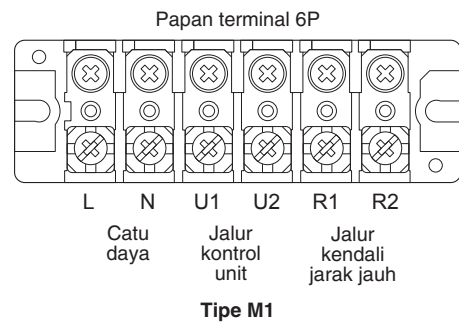 Papan terminal 6P
L N U1 U2 R1 R2
Catu daya
Jalur kontrol unit
Jalur kendali jarak jauh
Tipe M1